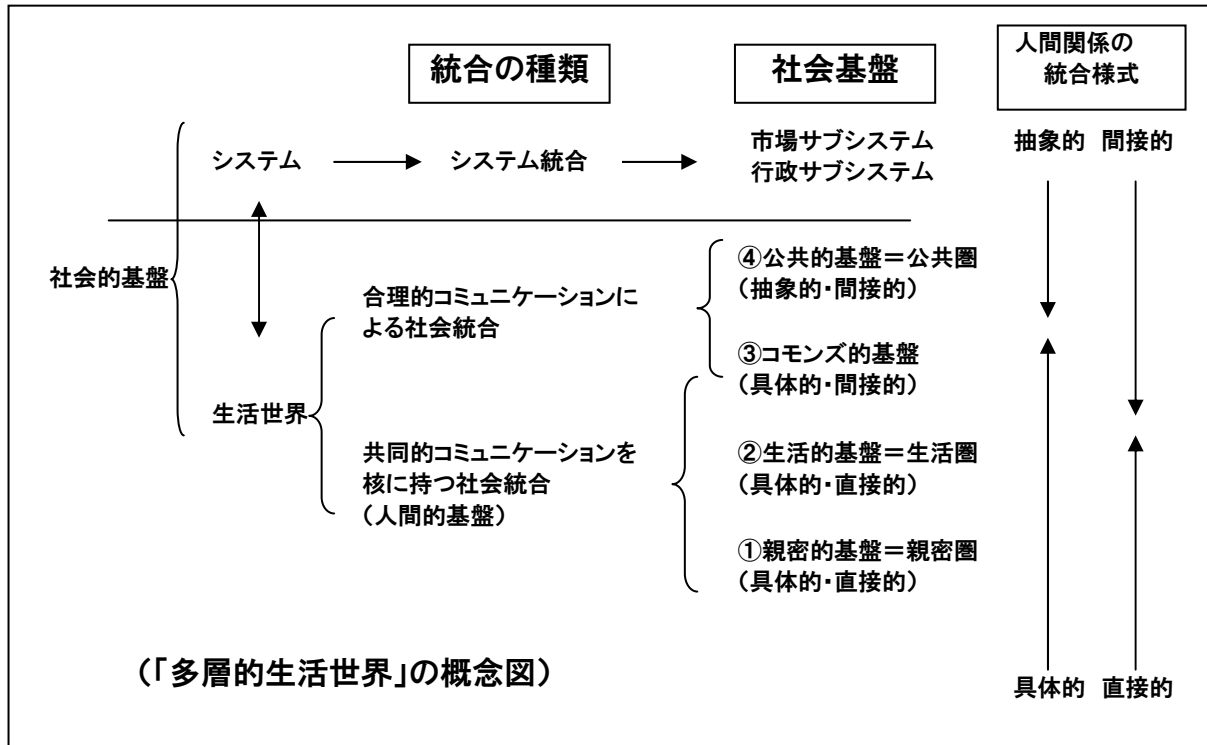 統合の種類
社会基盤
人間関係の
統合様式
システム
システム統合
市場サブシステム
行政サブシステム
抽象的 間接的
社会的基盤
生活世界
合理的コミュニケーションに
よる社会統合
共同的コミュニケーションを
核に持つ社会統合
（人間的基盤）
④公共的基盤＝公共圏
（抽象的・間接的）
③コモンズ的基盤
（具体的・間接的）
②生活的基盤＝生活圏
（具体的・直接的）
①親密的基盤＝親密圏
（具体的・直接的）
具体的 直接的
（「多層的生活世界」の概念図）